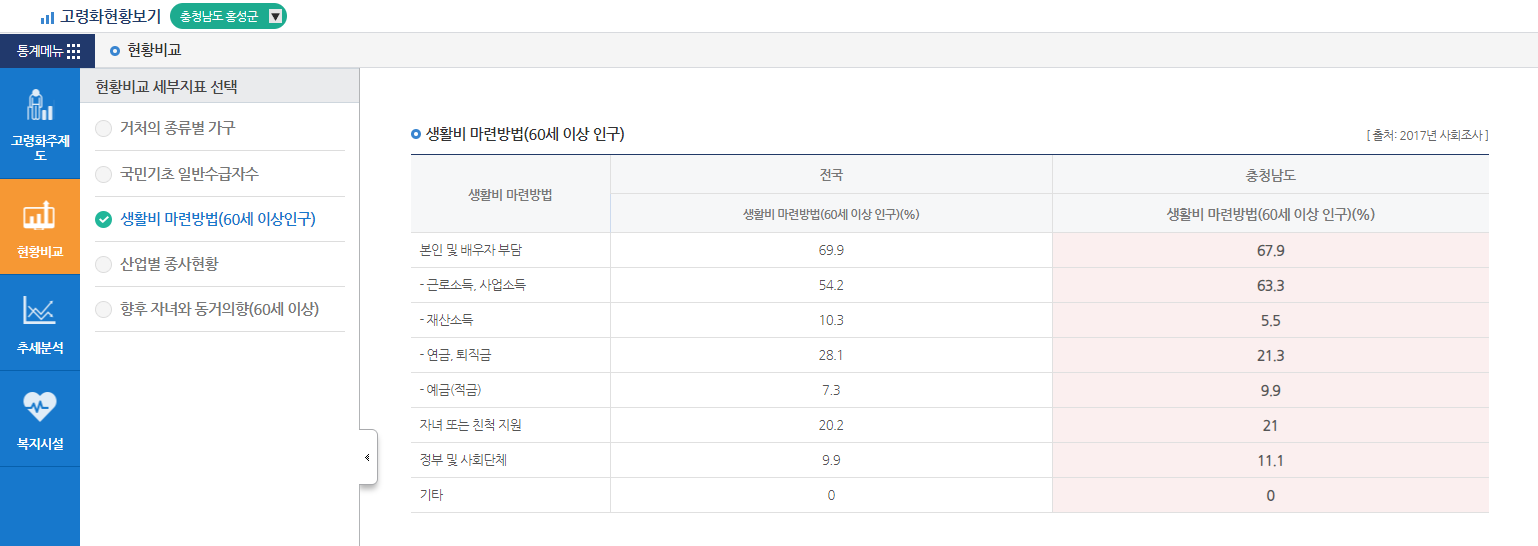 고령화현황보기
충청남도 홍성군 ▼
통계메뉴
현황비교
고령화주제
도
현황비교
추세분석
복지시설
현황비교 세부지표 선택
거처의 종류별 가구
국민기초 일반수급자수
생활비 마련방법(60세 이상인구)
산업별 종사현황
향후 자녀와 동거의향(60세 이상)
생활비 마련방법(60세 이상 인구)
[ 출처: 2017년 사회조사 ]
생활비 마련방법 전국 충청남도
생활비 마련방법(60세 이상 인구)(%) 생활비 마련방법(60세 이상 인구)(%)
본인 및 배우자 부담 69.9 67.9
- 근로소득, 사업소득 54.2 63.3
- 재산소득 10.3 5.5
- 연금, 퇴직금 28.1 21.3
- 예금(적금) 7.3 9.9
자녀 또는 친척 지원 20.2 21
정부 및 사회단체 9.9 11.1
기타 0 0